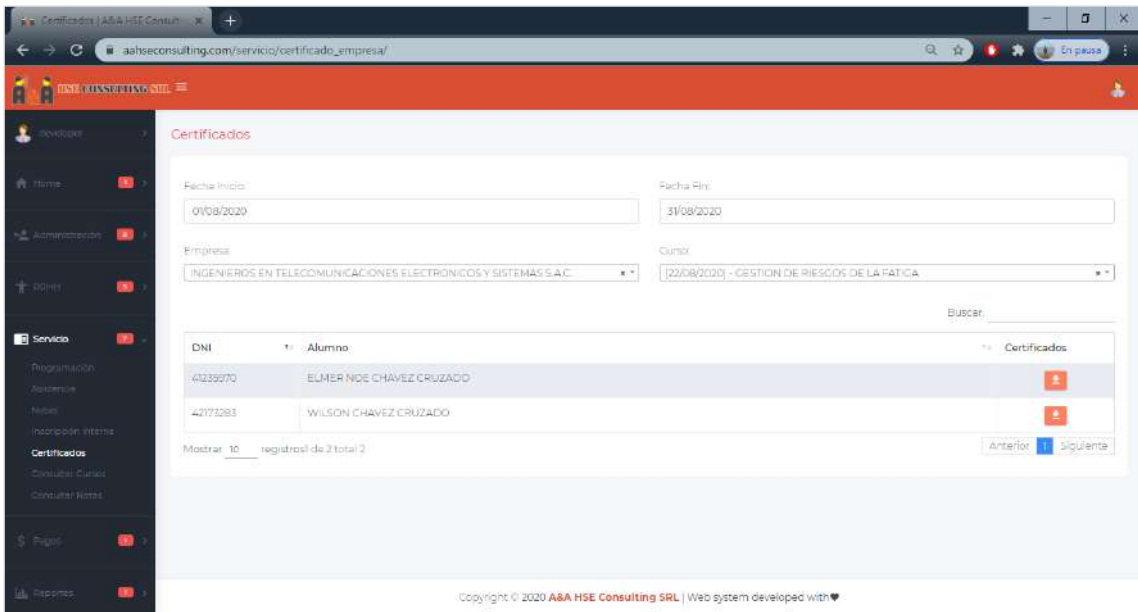 Certificados | A&A HSE Consult
aahseconsulting.com/servicio/certificado_empresa/
En pausa
HSE CONSULTING SRL
developer
Home
Administración
RRHH
Servicio
Programación
Asistencia
Notas
Inscripción Interna
Certificados
Consultar Cursos
Consultar Notas
Pagos
Reportes
Certificados
Fecha Inicio:
Fecha Fin:
01/08/2020
31/08/2020
Empresa:
Curso:
INGENIEROS EN TELECOMUNICACIONES ELECTRONICOS Y SISTEMAS S.A.C.
[22/08/2020] - GESTION DE RIESGOS DE LA FATIGA
Buscar:
DNI Alumno Certificados
ELMER NOE CHAVEZ CRUZADO
42173283 WILSON CHAVEZ CRUZADO
Mostrar 10 registros1 de 2 total 2
Anterior 1 Siguiente
Copyright © 2020 A&A HSE Consulting SRL | Web system developed with